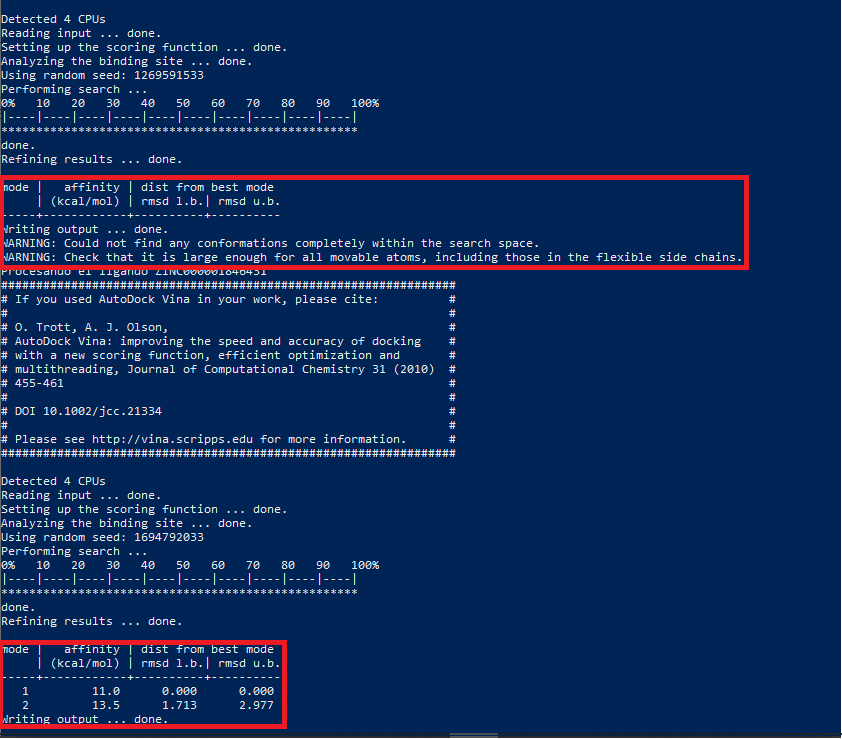 Detected 4 CPUs
Reading input ... done.
Setting up the scoring function ... done.
Analyzing the binding site ... done.
Using random seed: 1269591533
Performing search ...
0%   10   20   30   40   50   60   70   80   90   100%
|----|----|----|----|----|----|----|----|----|----|
***************************************************
done.
Refining results ... done.
mode |   affinity | dist from best mode
     | (kcal/mol) | rmsd l.b.| rmsd u.b.
-----+------------+----------+----------
Writing output ... done.
WARNING: Could not find any conformations completely within the search space.
WARNING: Check that it is large enough for all movable atoms, including those in the flexible side chains.
Procesando el ligando ZINC000001846431
#################################################################
# If you used AutoDock Vina in your work, please cite:          #
#                                                               #
# O. Trott, A. J. Olson,                                        #
# AutoDock Vina: improving the speed and accuracy of docking    #
# with a new scoring function, efficient optimization and       #
# multithreading, Journal of Computational Chemistry 31 (2010)  #
# 455-461                                                       #
#                                                               #
# DOI 10.1002/jcc.21334                                         #
#                                                               #
# Please see http://vina.scripps.edu for more information.      #
#################################################################
Detected 4 CPUs
Reading input ... done.
Setting up the scoring function ... done.
Analyzing the binding site ... done.
Using random seed: 1694792033
Performing search ...
0%   10   20   30   40   50   60   70   80   90   100%
|----|----|----|----|----|----|----|----|----|----|
***************************************************
done.
Refining results ... done.
mode |   affinity | dist from best mode
     | (kcal/mol) | rmsd l.b.| rmsd u.b.
-----+------------+----------+----------
   1         11.0      0.000      0.000
   2         13.5      1.713      2.977
Writing output ... done.